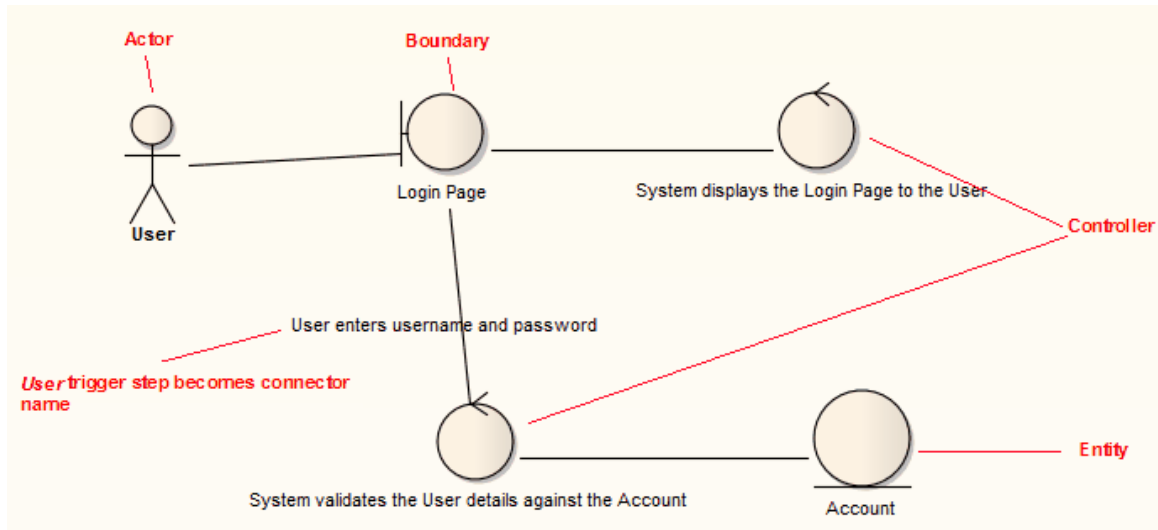 Actor
Boundary
Login Page
System displays the Login Page to the User
User
Controller
User enters username and password
User trigger step becomes connector
name
Entity
System validates the User details against the Account
Account